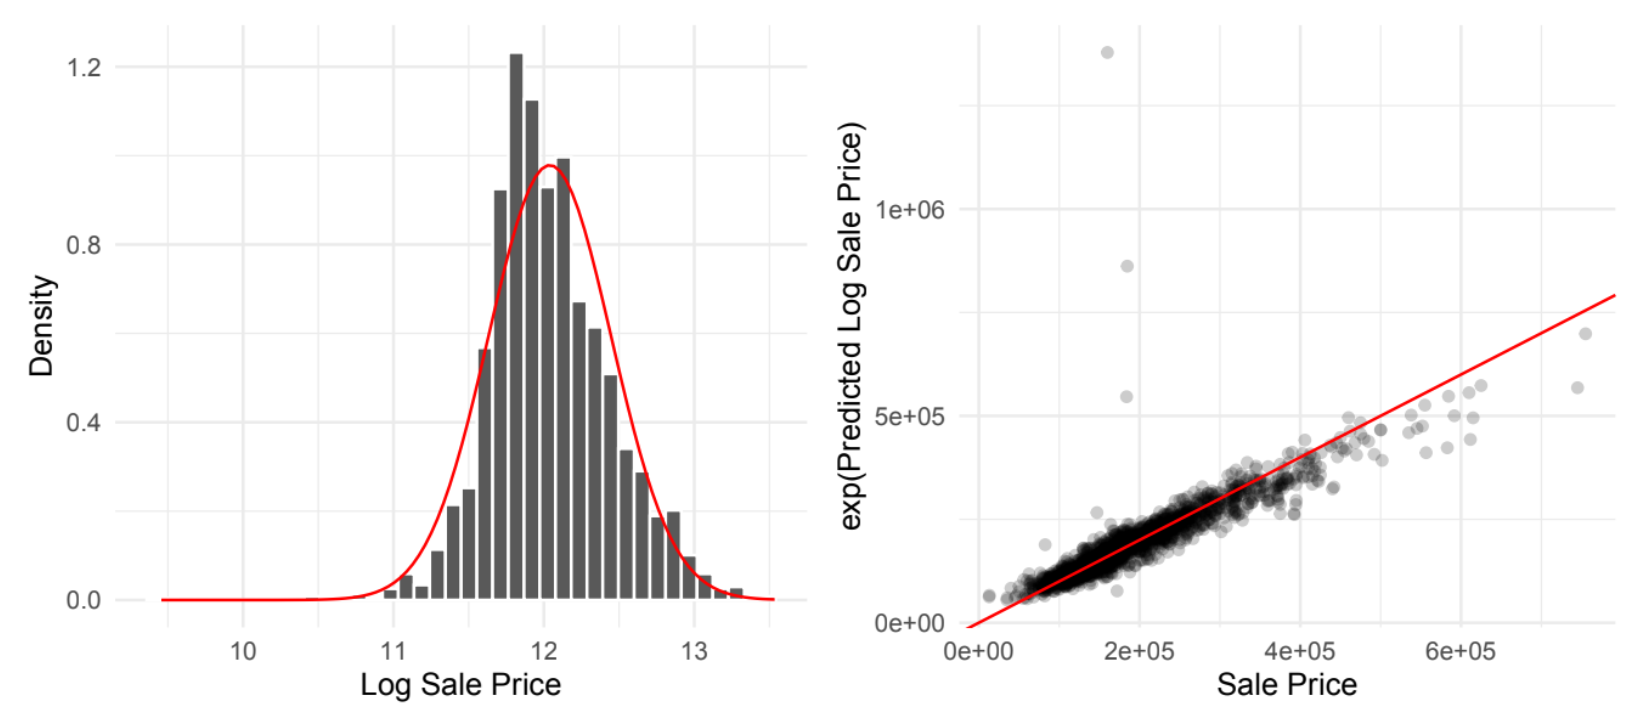 1.2
0.8
0.4
0.0
Density
10 11 12 13
Log Sale Price
1e+06
5e+05
0e+00
exp(Predicted Log Sale Price)
0e+00 2e+05 4e+05 6e+05
Sale Price